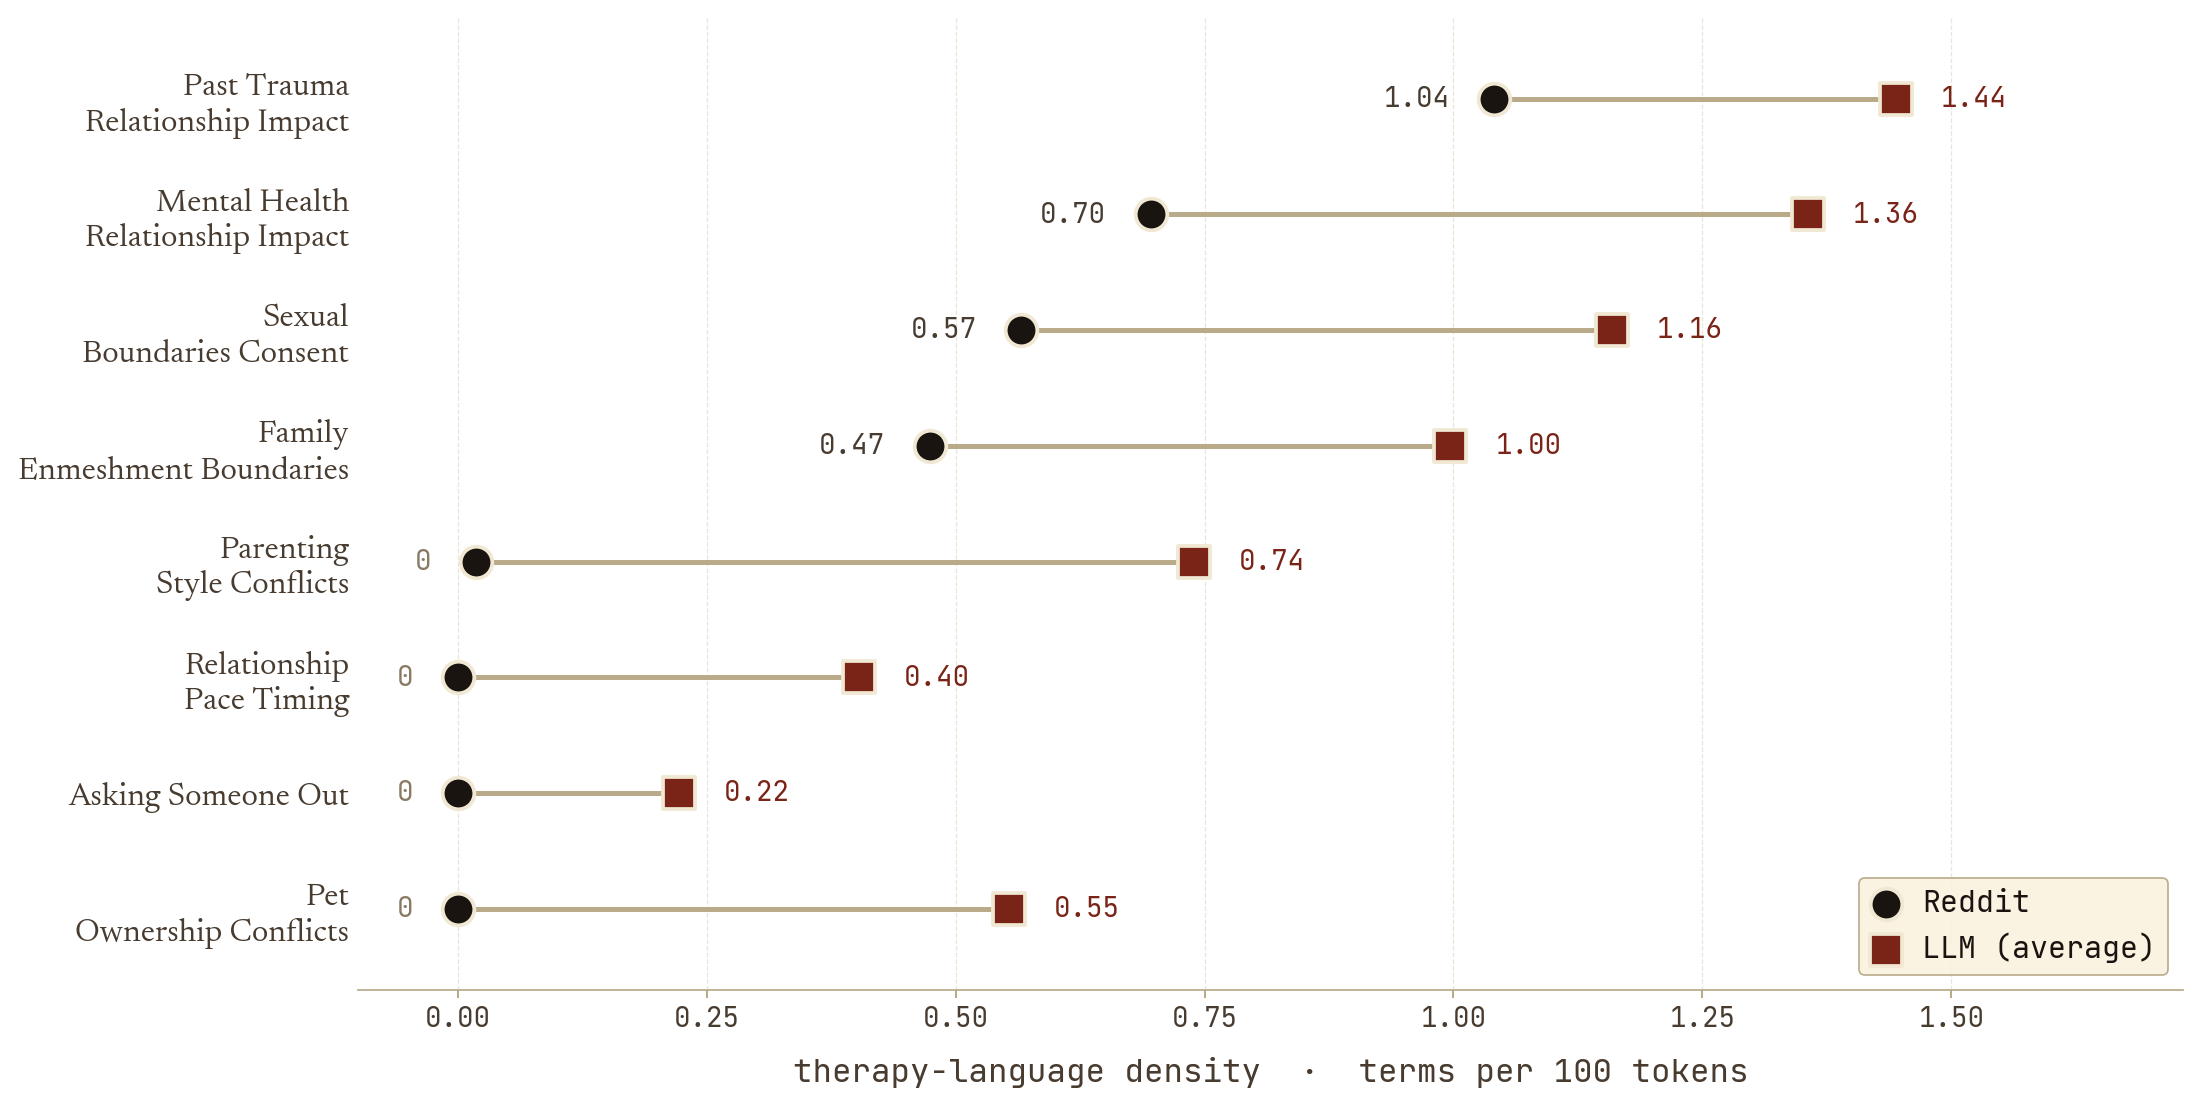 Past Trauma
Relationship Impact
1.04
1.44
Mental Health
Relationship Impact
0.70
1.36
Sexual
Boundaries Consent
0.57
1.16
Family
Enmeshment Boundaries
0.47
1.00
Parenting
Style Conflicts
0
0.74
Relationship
Pace Timing
0
0.40
Asking Someone Out
0
0.22
Pet
Ownership Conflicts
0
0.55
Reddit
LLM (average)
0.00 0.25 0.50 0.75 1.00 1.25 1.50
therapy-language density · terms per 100 tokens